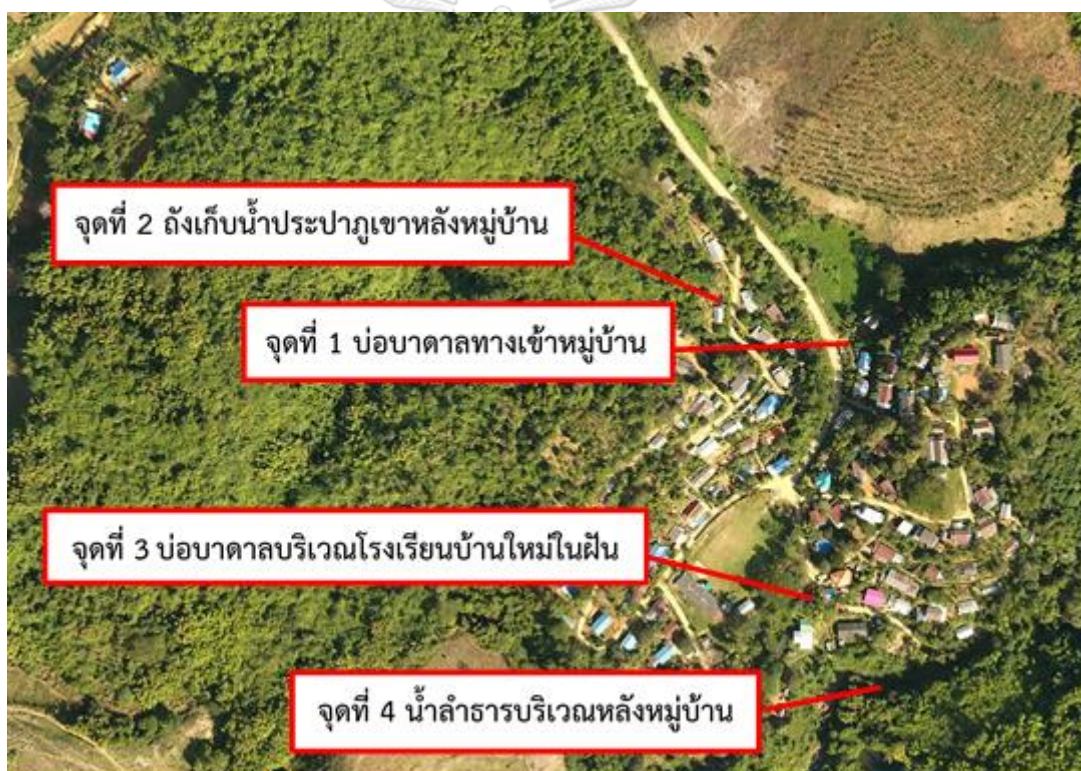 จุดที่ 2 ถังเก็บน้ำประปาภูเขาหลังหมู่บ้าน
จุดที่ 1 บ่อบาดาลทางเข้าหมู่บ้าน
จุดที่ 3 บ่อบาดาลบริเวณโรงเรียนบ้านใหม่ในฝัน
จุดที่ 4 น้ำลำธารบริเวณหลังหมู่บ้าน